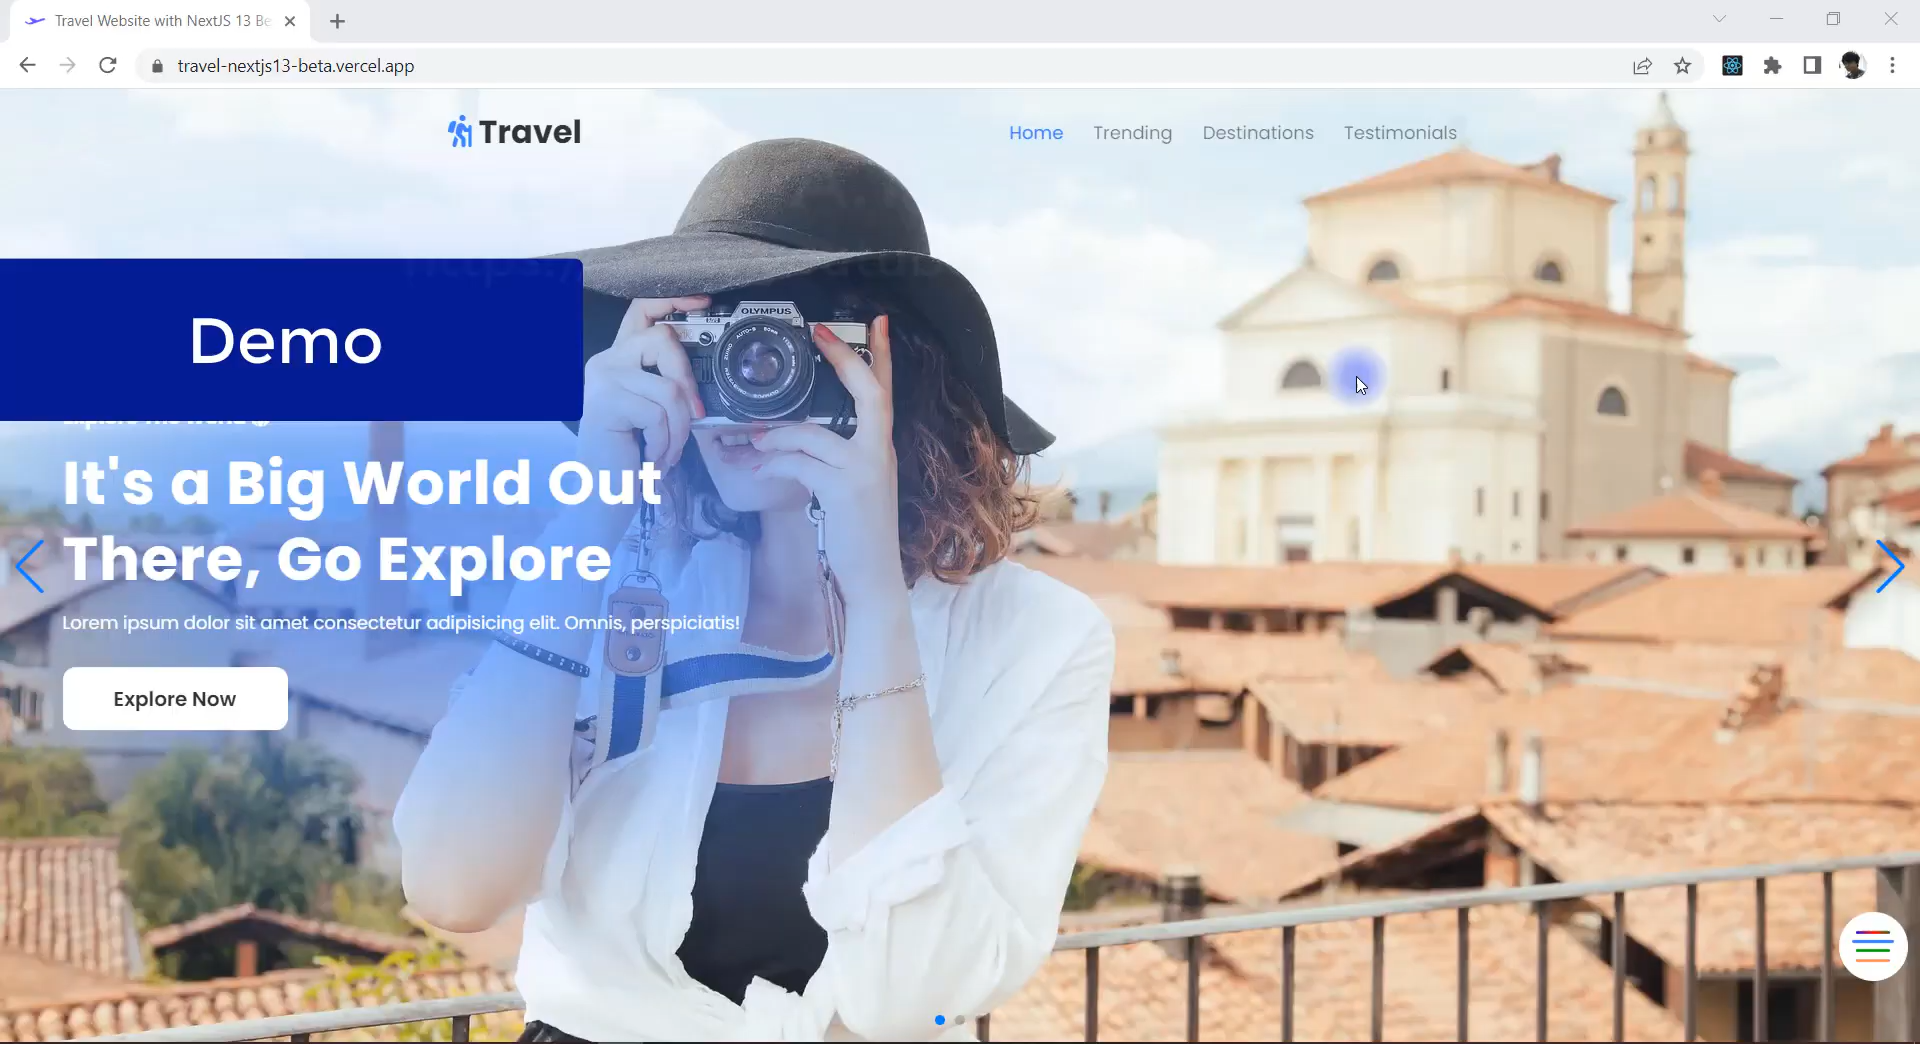 Travel Website with NextJS 13 Be
travel-nextjs13-beta.vercel.app
Travel
Home
Trending
Destinations
Testimonials
OLYMPUS
Demo
It's a Big World Out
There, Go Explore
Lorem ipsum dolor sit amet consectetur adipisicing elit. Omnis, perspiciatis!
Explore Now